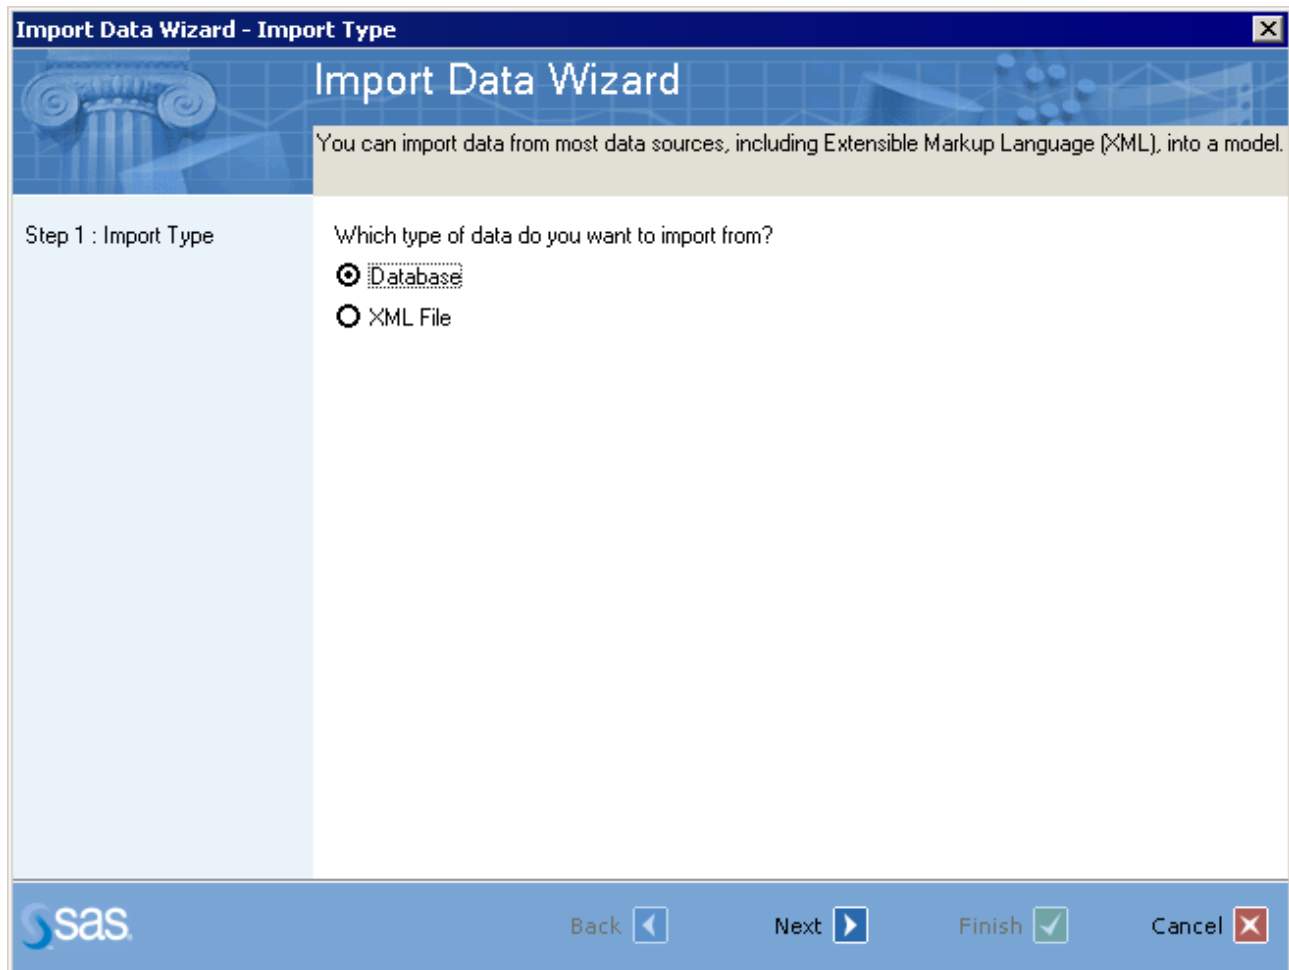 Import Data Wizard - Import Type
Import Data Wizard
You can import data from most data sources, including Extensible Markup Language (XML), into a model.
Step 1 : Import Type
Which type of data do you want to import from?
Database
XML File
sas
Back
Next
Finish
Cancel